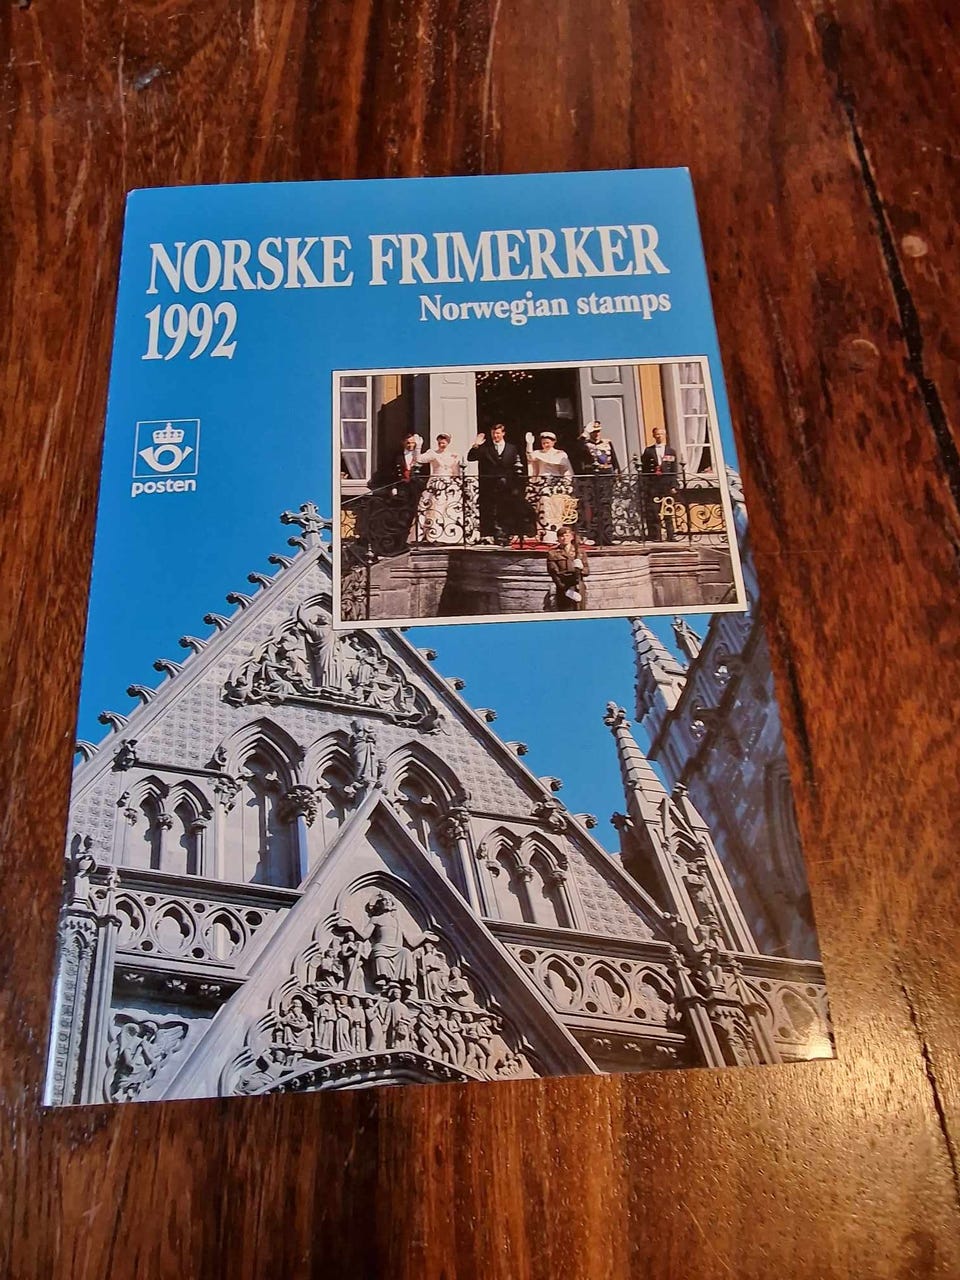 NORSKE FRIMERKER
1992
Norwegian stamps
posten